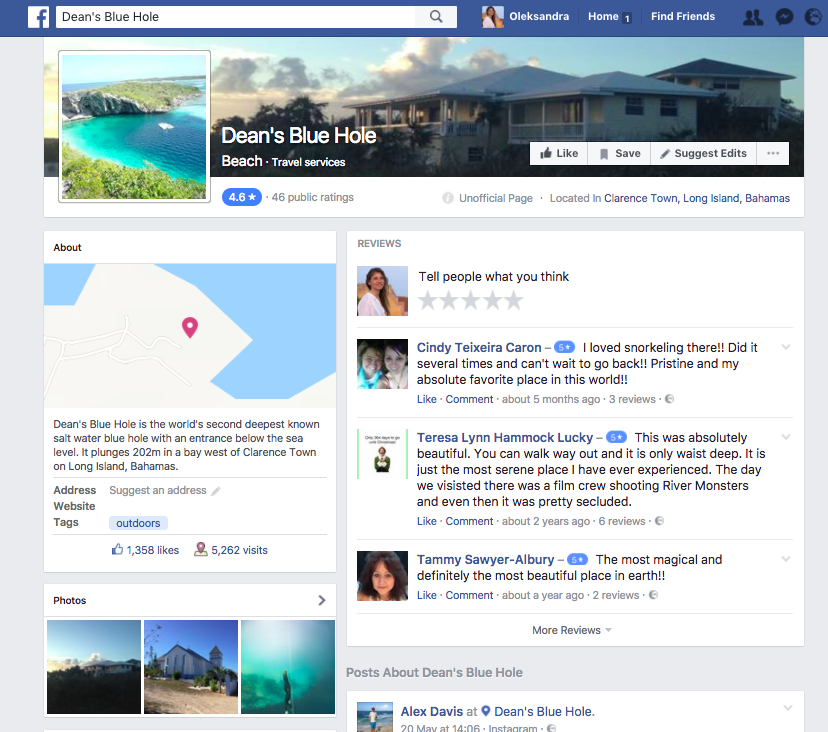 Dean's Blue Hole
Oleksandra
Home 1
Find Friends
Dean's Blue Hole
Beach · Travel services
Like
Save
Suggest Edits
4.6 ★ · 46 public ratings
Unofficial Page · Located In Clarence Town, Long Island, Bahamas
About
Dean's Blue Hole is the world's second deepest known
salt water blue hole with an entrance below the sea
level. It plunges 202m in a bay west of Clarence Town
on Long Island, Bahamas.
Address Suggest an address
Website
Tags outdoors
1,358 likes 5,262 visits
Photos
REVIEWS
Tell people what you think
Cindy Teixeira Caron – 5★ I loved snorkeling there!! Did it
several times and can't wait to go back!! Pristine and my
absolute favorite place in this world!!
Like · Comment · about 5 months ago · 3 reviews ·
Teresa Lynn Hammock Lucky – 5★ This was absolutely
beautiful. You can walk way out and it is only waist deep. It is
just the most serene place I have ever experienced. The day
we visisted there was a film crew shooting River Monsters
and even then it was pretty secluded.
Like · Comment · about 2 years ago · 6 reviews ·
Tammy Sawyer-Albury – 5★ The most magical and
definitely the most beautiful place in earth!!
Like · Comment · about a year ago · 2 reviews ·
More Reviews
Posts About Dean's Blue Hole
Alex Davis at Dean's Blue Hole.
20 May at 14:06 · Instagram ·